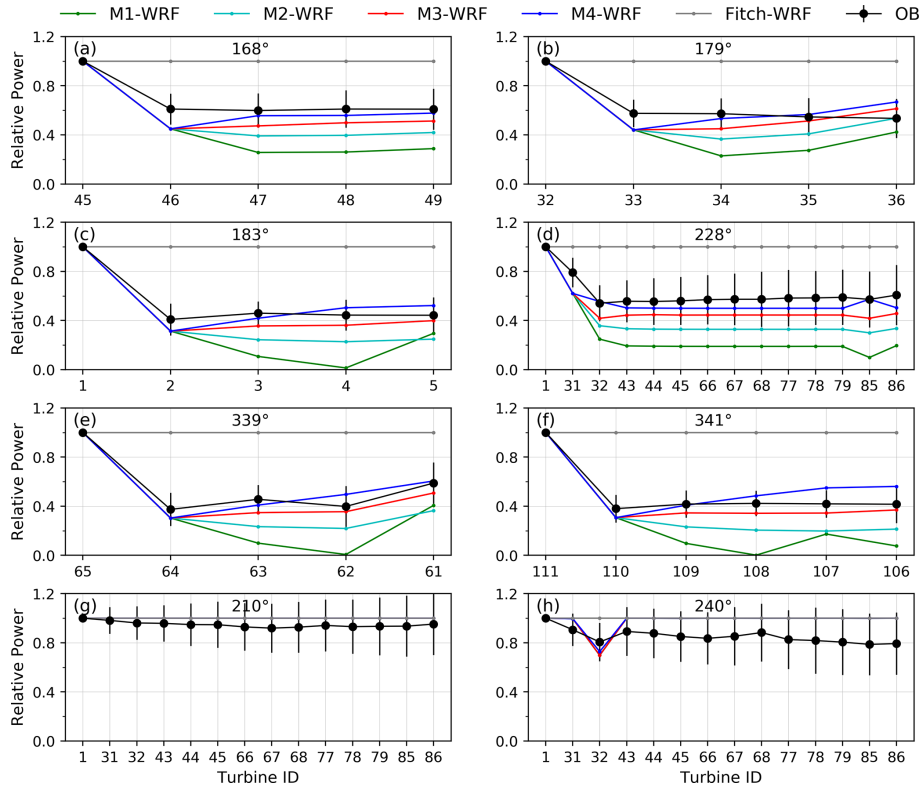 M1-WRF M2-WRF M3-WRF M4-WRF Fitch-WRF OB
(a) 168°
Relative Power
1.2
0.8
0.4
0.0
45 46 47 48 49
(b) 179°
1.2
0.8
0.4
0.0
32 33 34 35 36
(c) 183°
Relative Power
1.2
0.8
0.4
0.0
1 2 3 4 5
(d) 228°
1.2
0.8
0.4
0.0
1 31 32 43 44 45 66 67 68 77 78 79 85 86
(e) 339°
Relative Power
1.2
0.8
0.4
0.0
65 64 63 62 61
(f) 341°
1.2
0.8
0.4
0.0
111 110 109 108 107 106
(g) 210°
Relative Power
1.2
0.8
0.4
0.0
1 31 32 43 44 45 66 67 68 77 78 79 85 86
Turbine ID
(h) 240°
1.2
0.8
0.4
0.0
1 31 32 43 44 45 66 67 68 77 78 79 85 86
Turbine ID